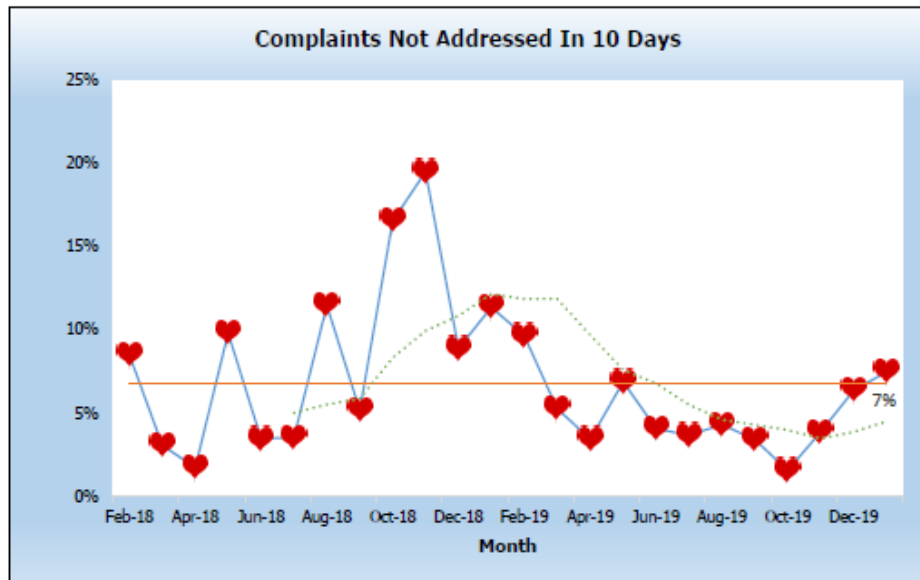 Complaints Not Addressed In 10 Days
25%
20%
15%
10%
5%
0%
7%
Feb-18 Apr-18 Jun-18 Aug-18 Oct-18 Dec-18 Feb-19 Apr-19 Jun-19 Aug-19 Oct-19 Dec-19
Month